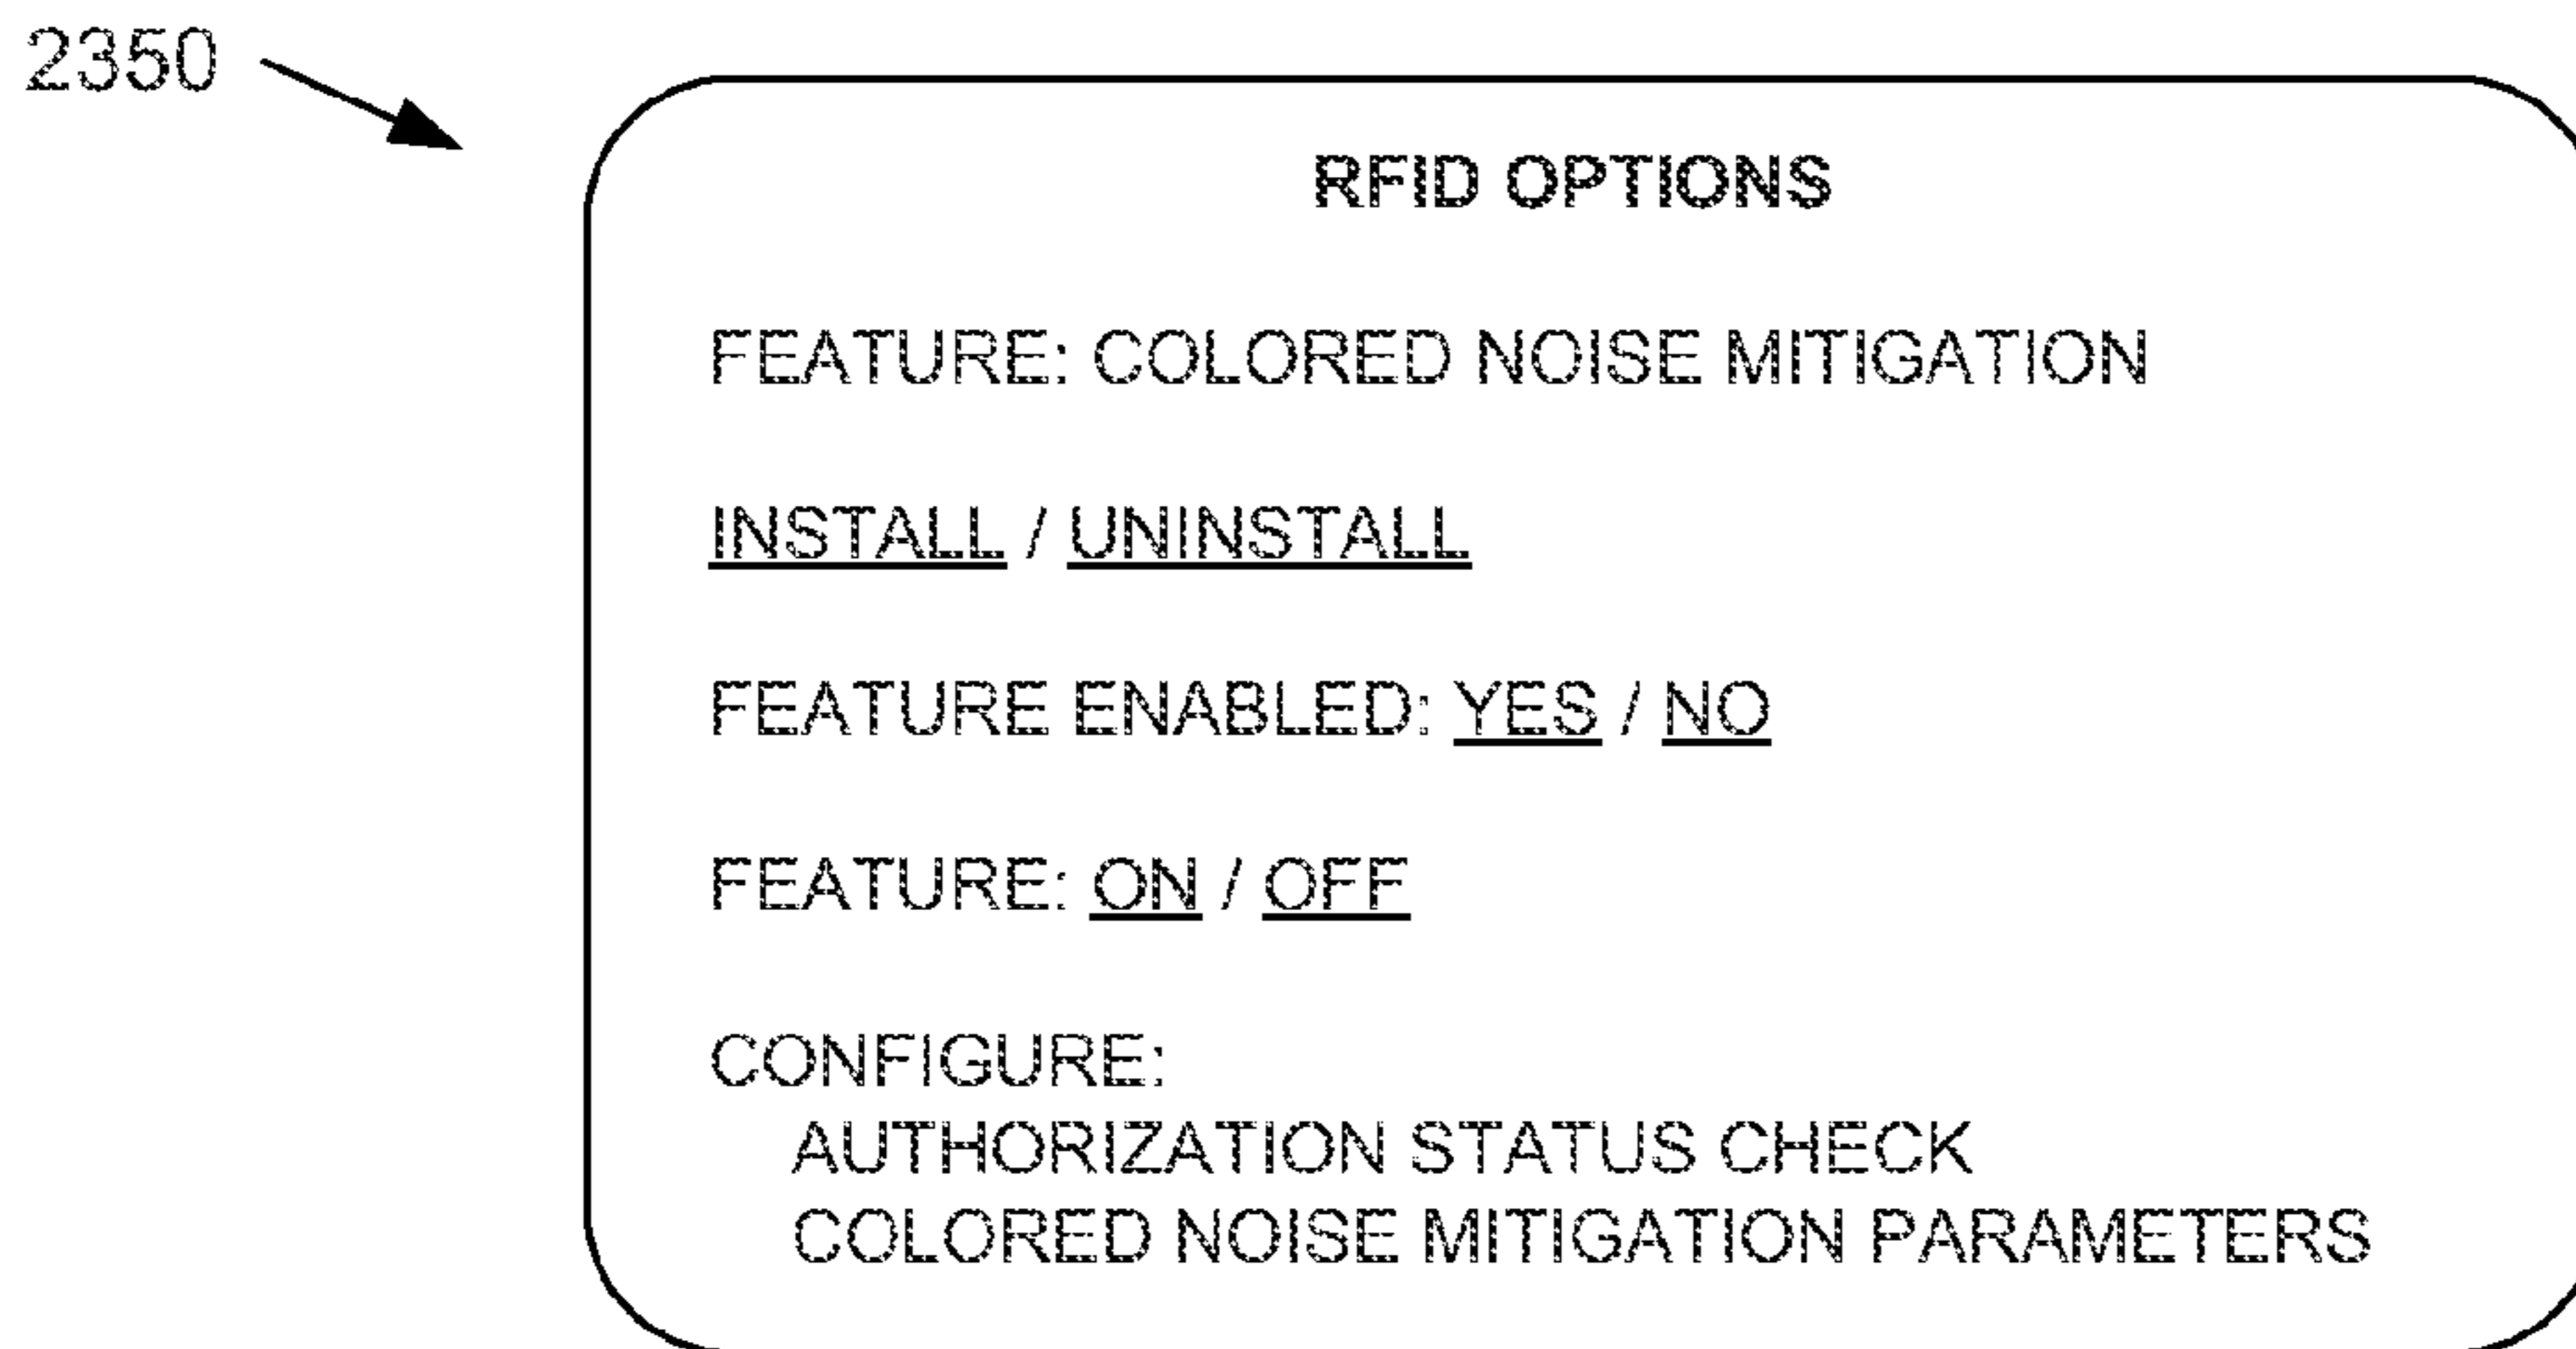 2350
RFID OPTIONS
FEATURE: COLORED NOISE MITIGATION
INSTALL / UNINSTALL
FEATURE ENABLED: YES / NO
FEATURE: ON / OFF
CONFIGURE:
AUTHORIZATION STATUS CHECK
COLORED NOISE MITIGATION PARAMETERS